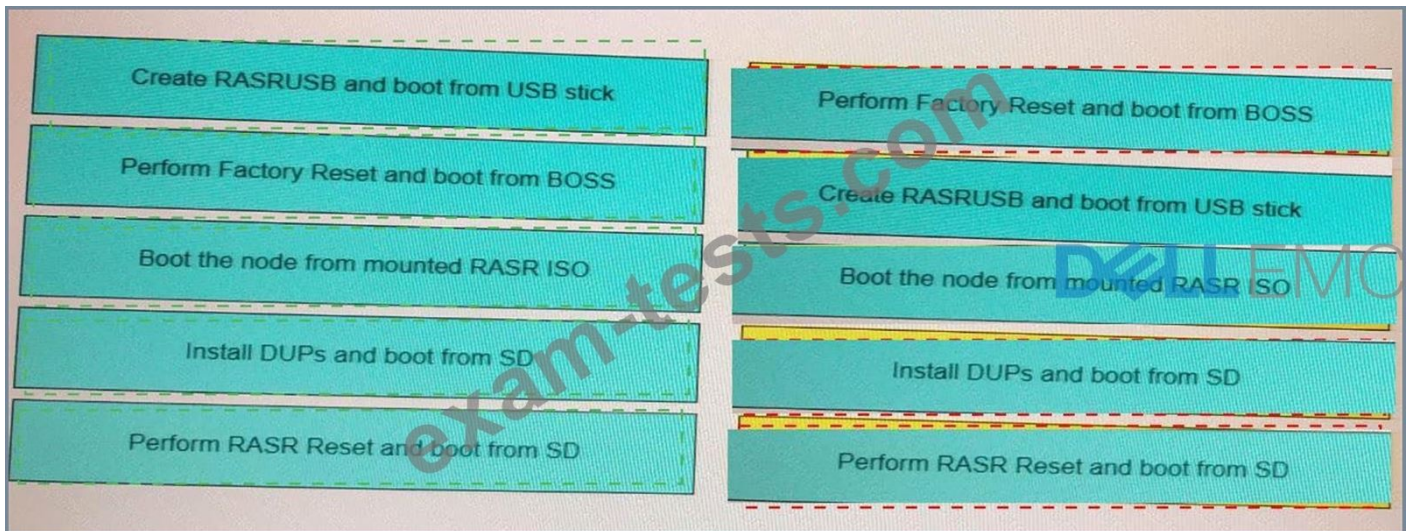 Create RASRUSB and boot from USB stick
Perform Factory Reset and boot from BOSS
Boot the node from mounted RASR ISO
Install DUPs and boot from SD
Perform RASR Reset and boot from SD
Perform Factory Reset and boot from BOSS
Create RASRUSB and boot from USB stick
Boot the node from mounted RASR ISO
Install DUPs and boot from SD
Perform RASR Reset and boot from SD
exam-tests.com
DELLEMC